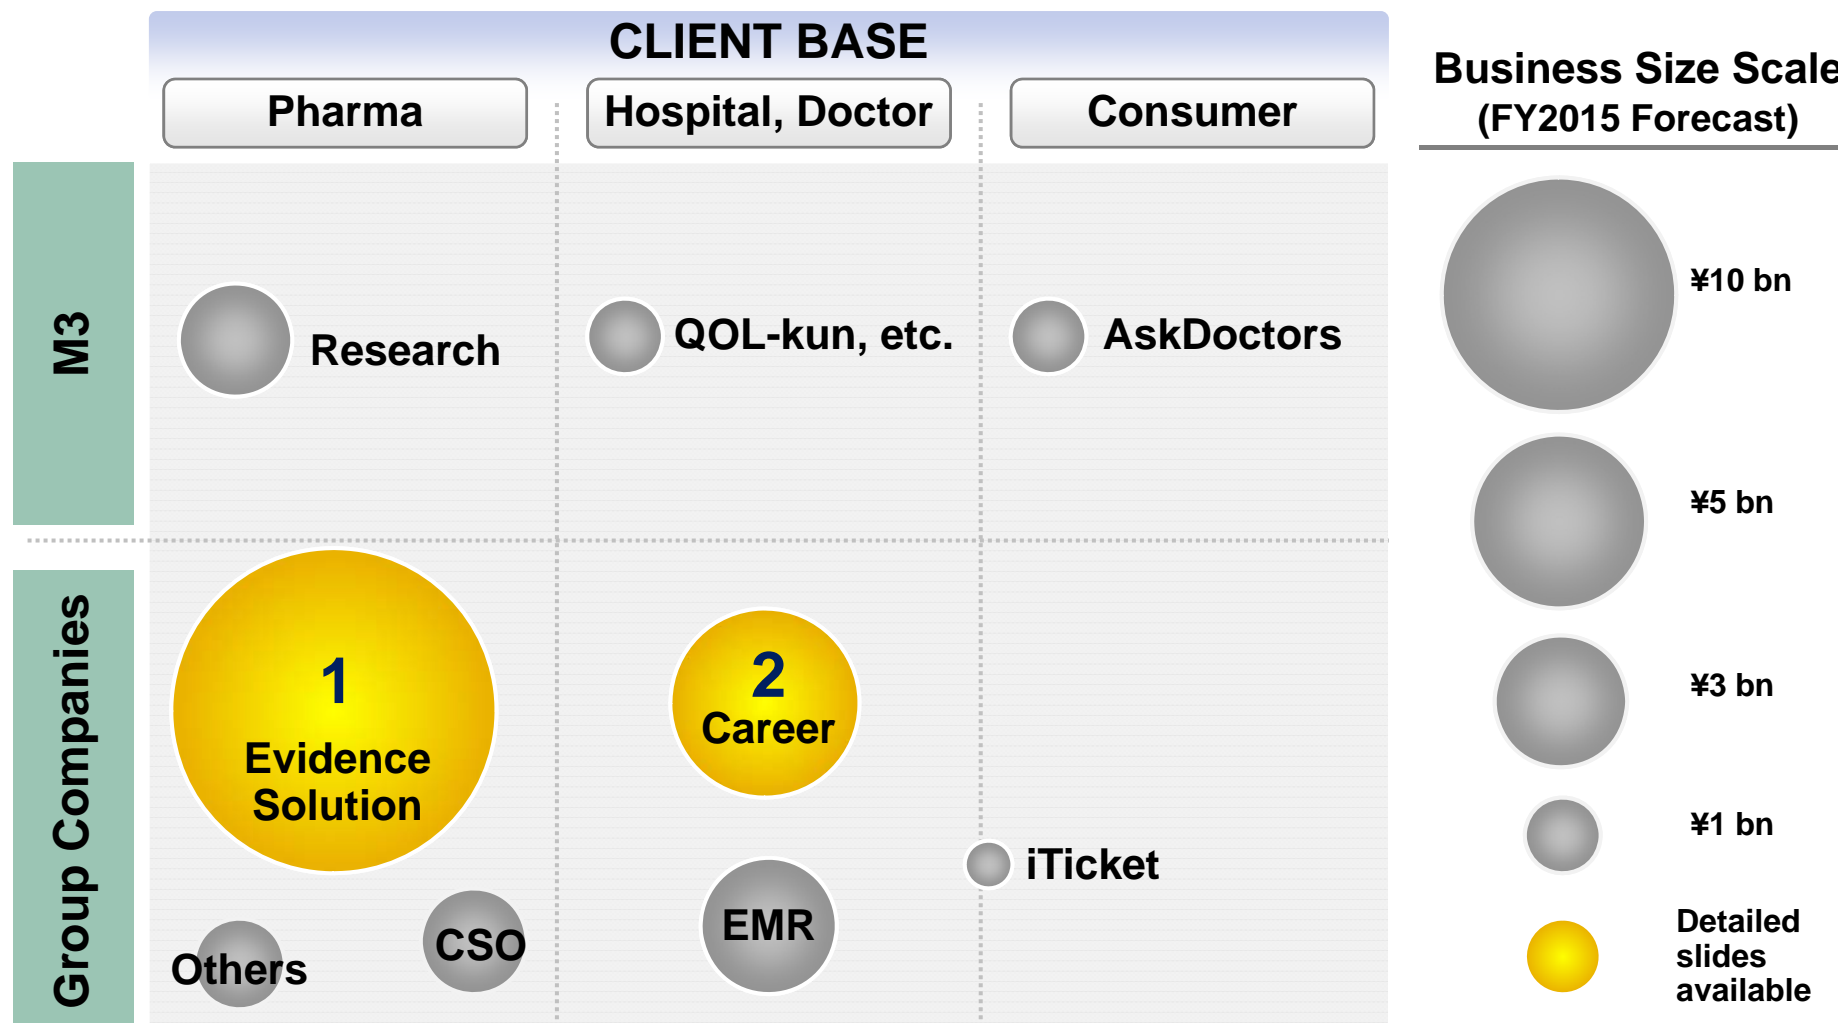 CLIENT BASE
Pharma
Hospital, Doctor
Consumer
Business Size Scale
(FY2015 Forecast)
M3
Research
QOL-kun, etc.
AskDoctors
¥10 bn
¥5 bn
¥3 bn
¥1 bn
Detailed
slides
available
Group Companies
1
Evidence
Solution
2
Career
iTicket
Others
CSO
EMR